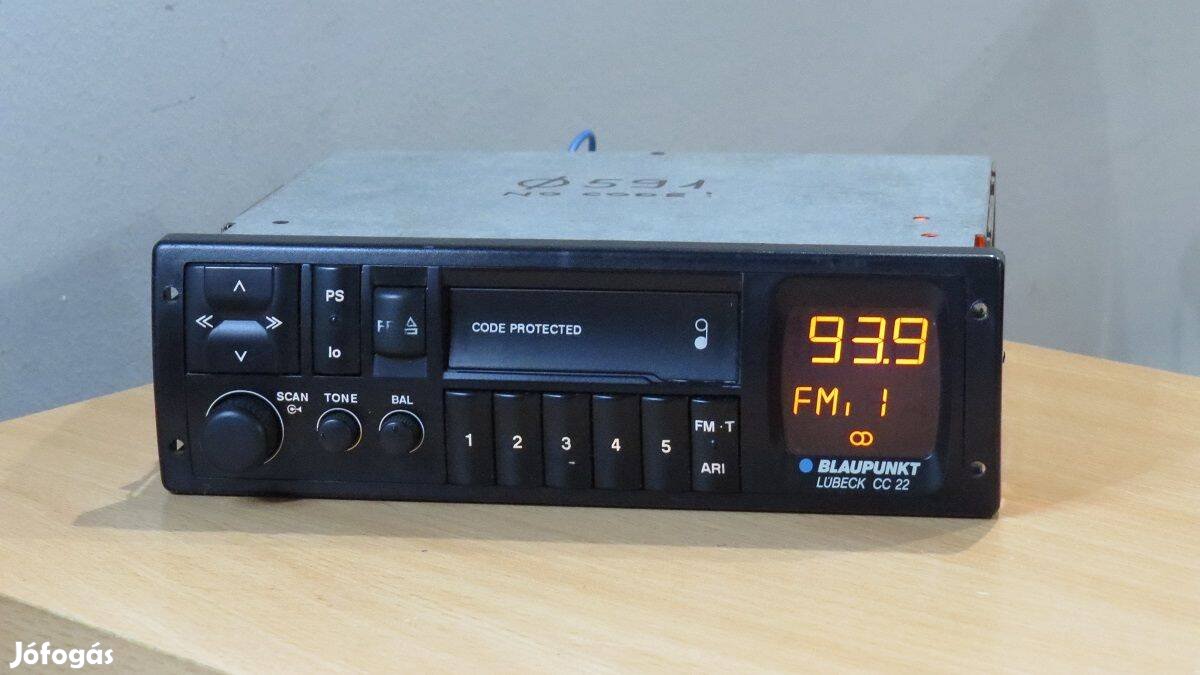 Ø591
NO CODE!
PS
lo
CODE PROTECTED
SCAN
TONE
BAL
1
2
3
4
5
FM·T
ARI
93.9
FM, 1
BLAUPUNKT
LÜBECK CC 22
Jófogás